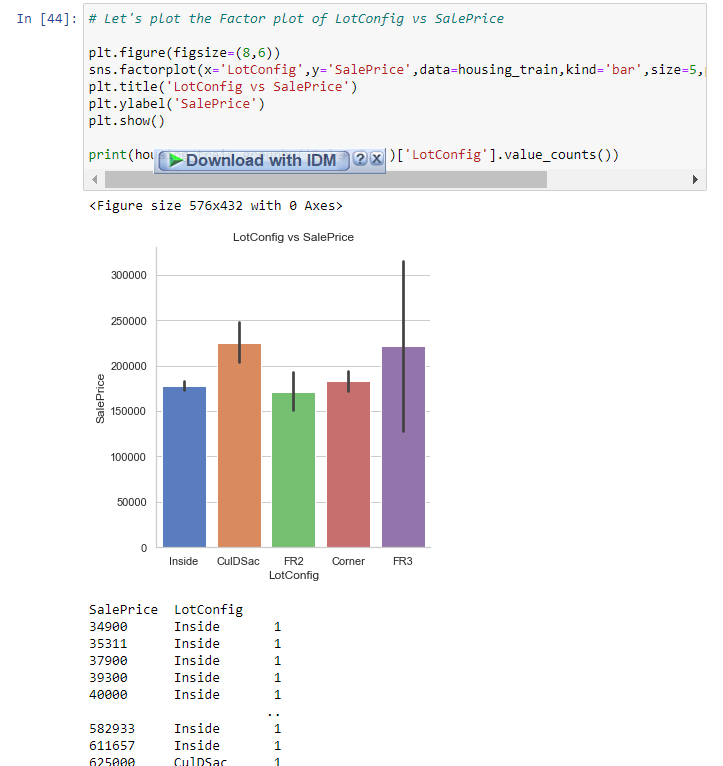 In [44]: # Let's plot the Factor plot of LotConfig vs SalePrice
plt.figure(figsize=(8,6))
sns.factorplot(x='LotConfig',y='SalePrice',data=housing_train,kind='bar',size=5,
plt.title('LotConfig vs SalePrice')
plt.ylabel('SalePrice')
plt.show()
print(hou )['LotConfig'].value_counts())
Download with IDM ? X
<Figure size 576x432 with 0 Axes>
LotConfig vs SalePrice
300000
250000
200000
150000
100000
50000
0
SalePrice
Inside CulDSac FR2 Corner FR3
LotConfig
SalePrice LotConfig
34900 Inside 1
35311 Inside 1
37900 Inside 1
39300 Inside 1
40000 Inside 1
..
582933 Inside 1
611657 Inside 1
625000 CulDSac 1